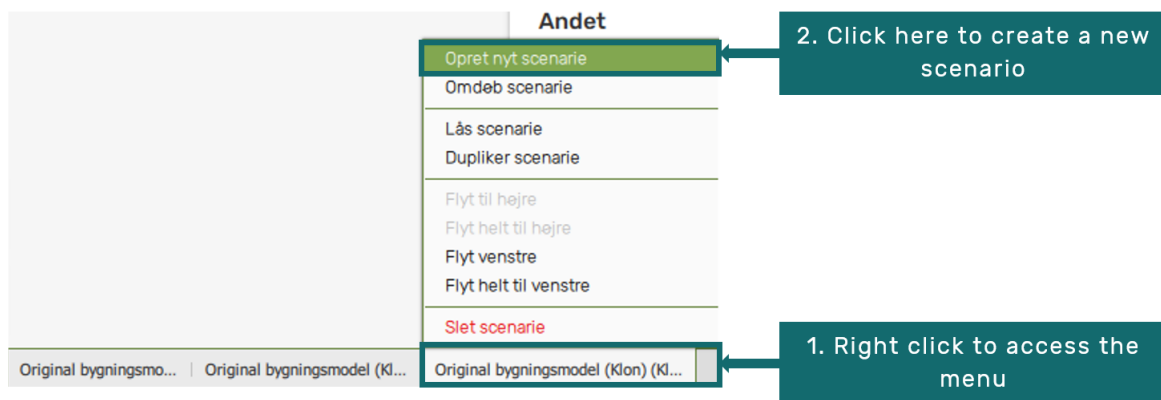 Andet
2. Click here to create a new
scenario
Opret nyt scenarie
Omdøb scenarie
Lås scenarie
Dupliker scenarie
Flyt til højre
Flyt helt til højre
Flyt venstre
Flyt helt til venstre
Slet scenarie
1. Right click to access the
menu
Original bygningsmo... | Original bygningsmodel (Kl... Original bygningsmodel (Klon) (Kl...